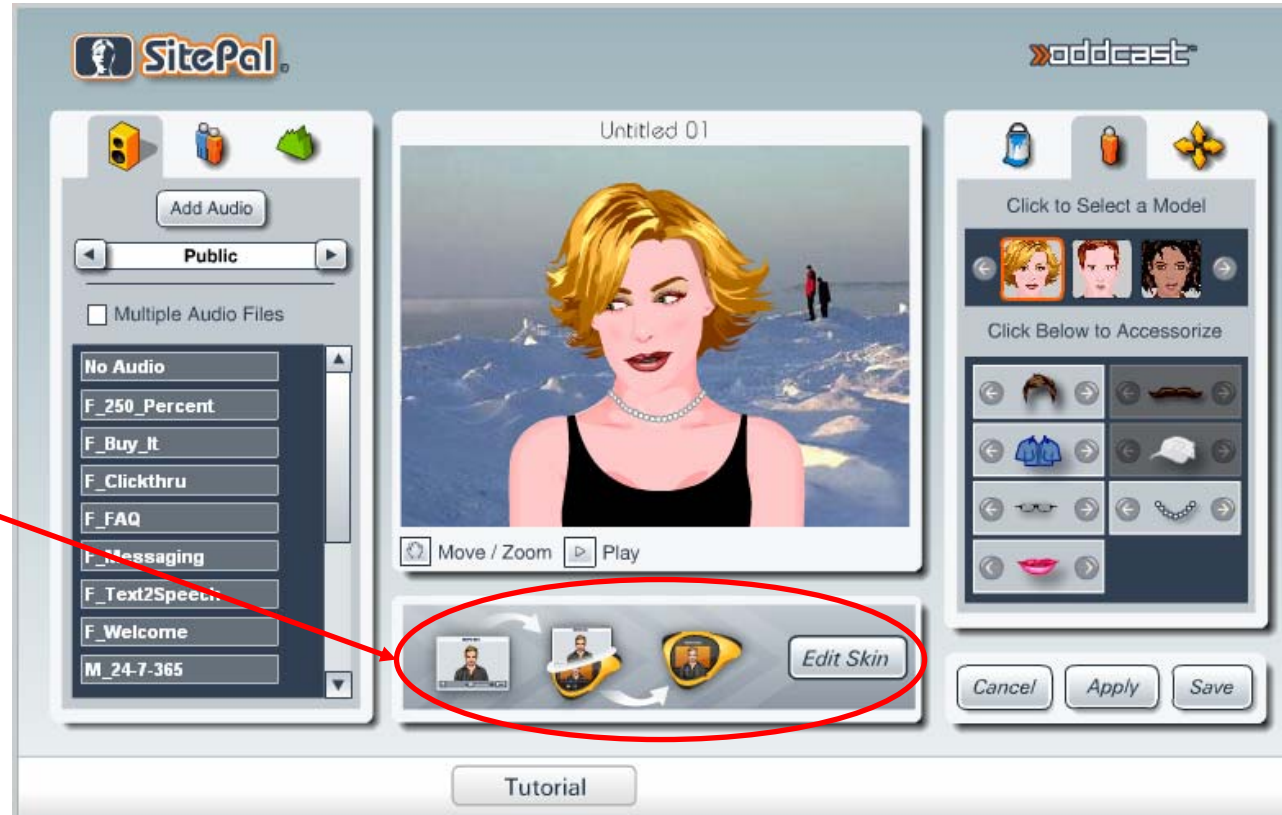 SitePal®
oddcast™
Untitled 01
Add Audio
Public
Multiple Audio Files
No Audio
F_250_Percent
F_Buy_It
F_Clickthru
F_FAQ
F_Messaging
F_Text2Speech
F_Welcome
M_24-7-365
Move / Zoom
Play
Edit Skin
Click to Select a Model
Click Below to Accessorize
Cancel
Apply
Save
Tutorial